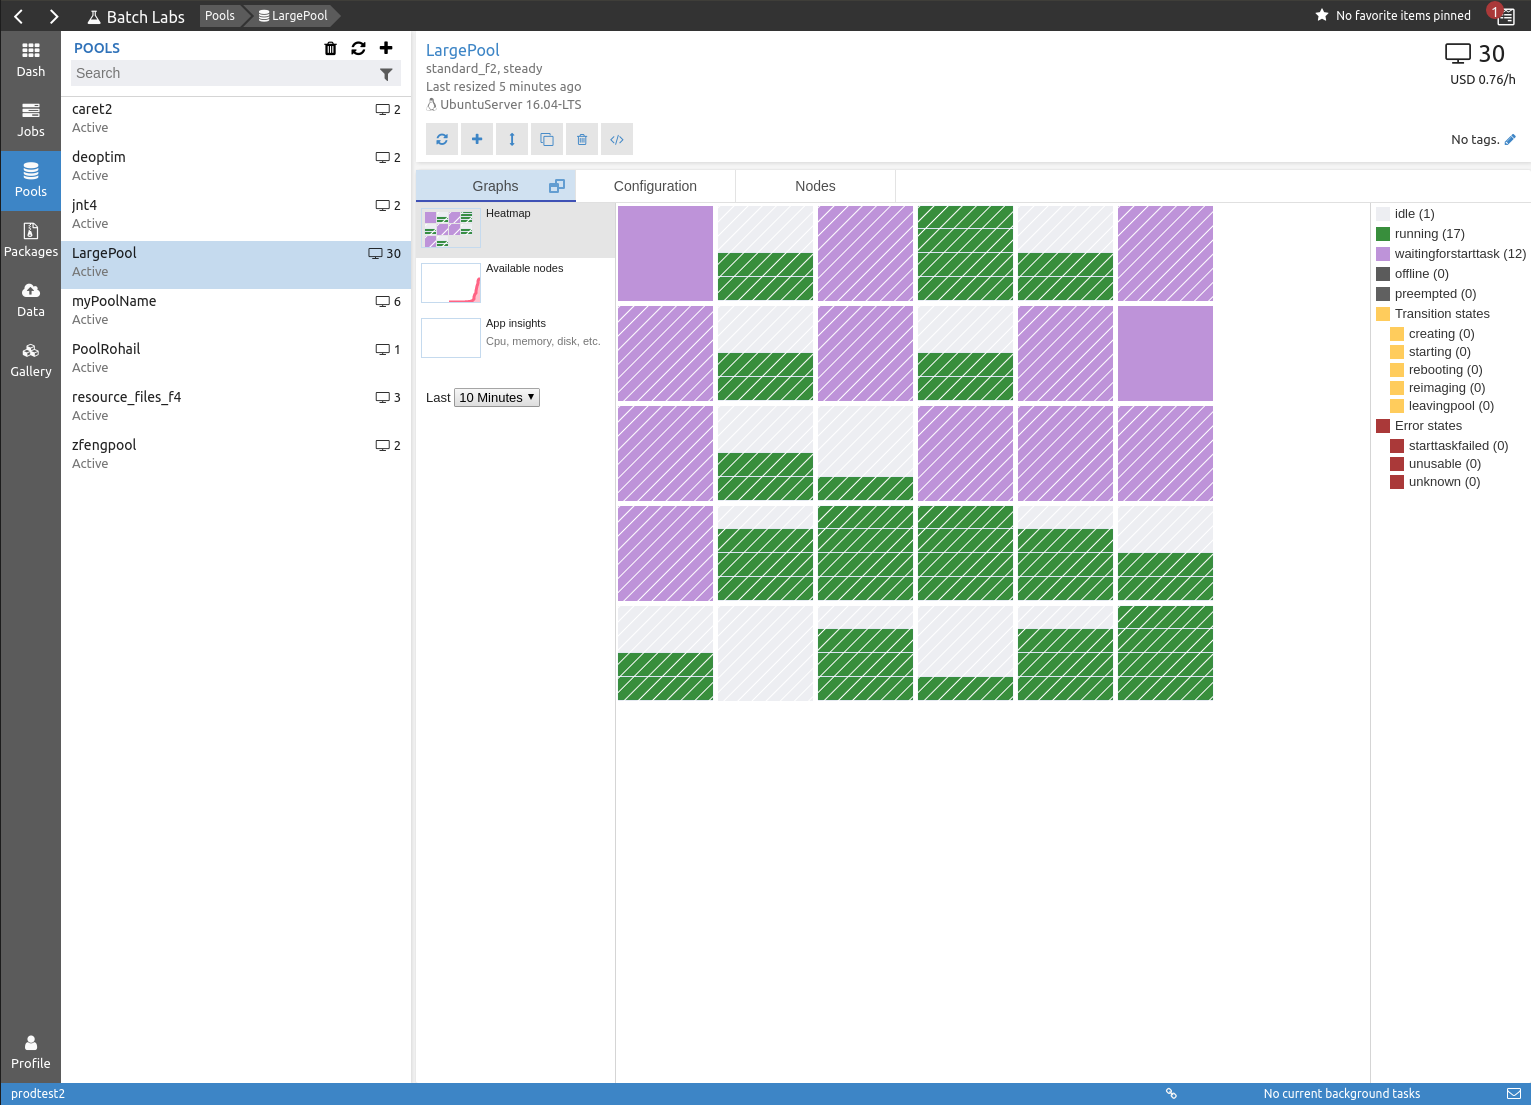 Batch Labs Pools LargePool No favorite items pinned 1
Dash
Jobs
Pools
Packages
Data
Gallery
Profile
POOLS
Search
caret2 2
Active
deoptim 2
Active
jnt4 2
Active
LargePool 30
Active
myPoolName 6
Active
PoolRohail 1
Active
resource_files_f4 3
Active
zfengpool 2
Active
LargePool
standard_f2, steady
Last resized 5 minutes ago
UbuntuServer 16.04-LTS
30
USD 0.76/h
</>
No tags.
Graphs Configuration Nodes
Heatmap
Available nodes
App insights
Cpu, memory, disk, etc.
Last 10 Minutes
idle (1)
running (17)
waitingforstarttask (12)
offline (0)
preempted (0)
Transition states
creating (0)
starting (0)
rebooting (0)
reimaging (0)
leavingpool (0)
Error states
starttaskfailed (0)
unusable (0)
unknown (0)
prodtest2 No current background tasks